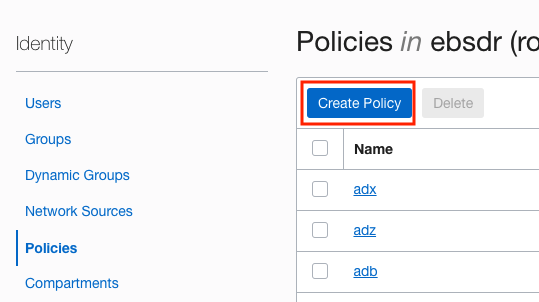 Identity
Users
Groups
Dynamic Groups
Network Sources
Policies
Compartments
Policies in ebsdr (ro
Create Policy Delete
Name
adx
adz
adb